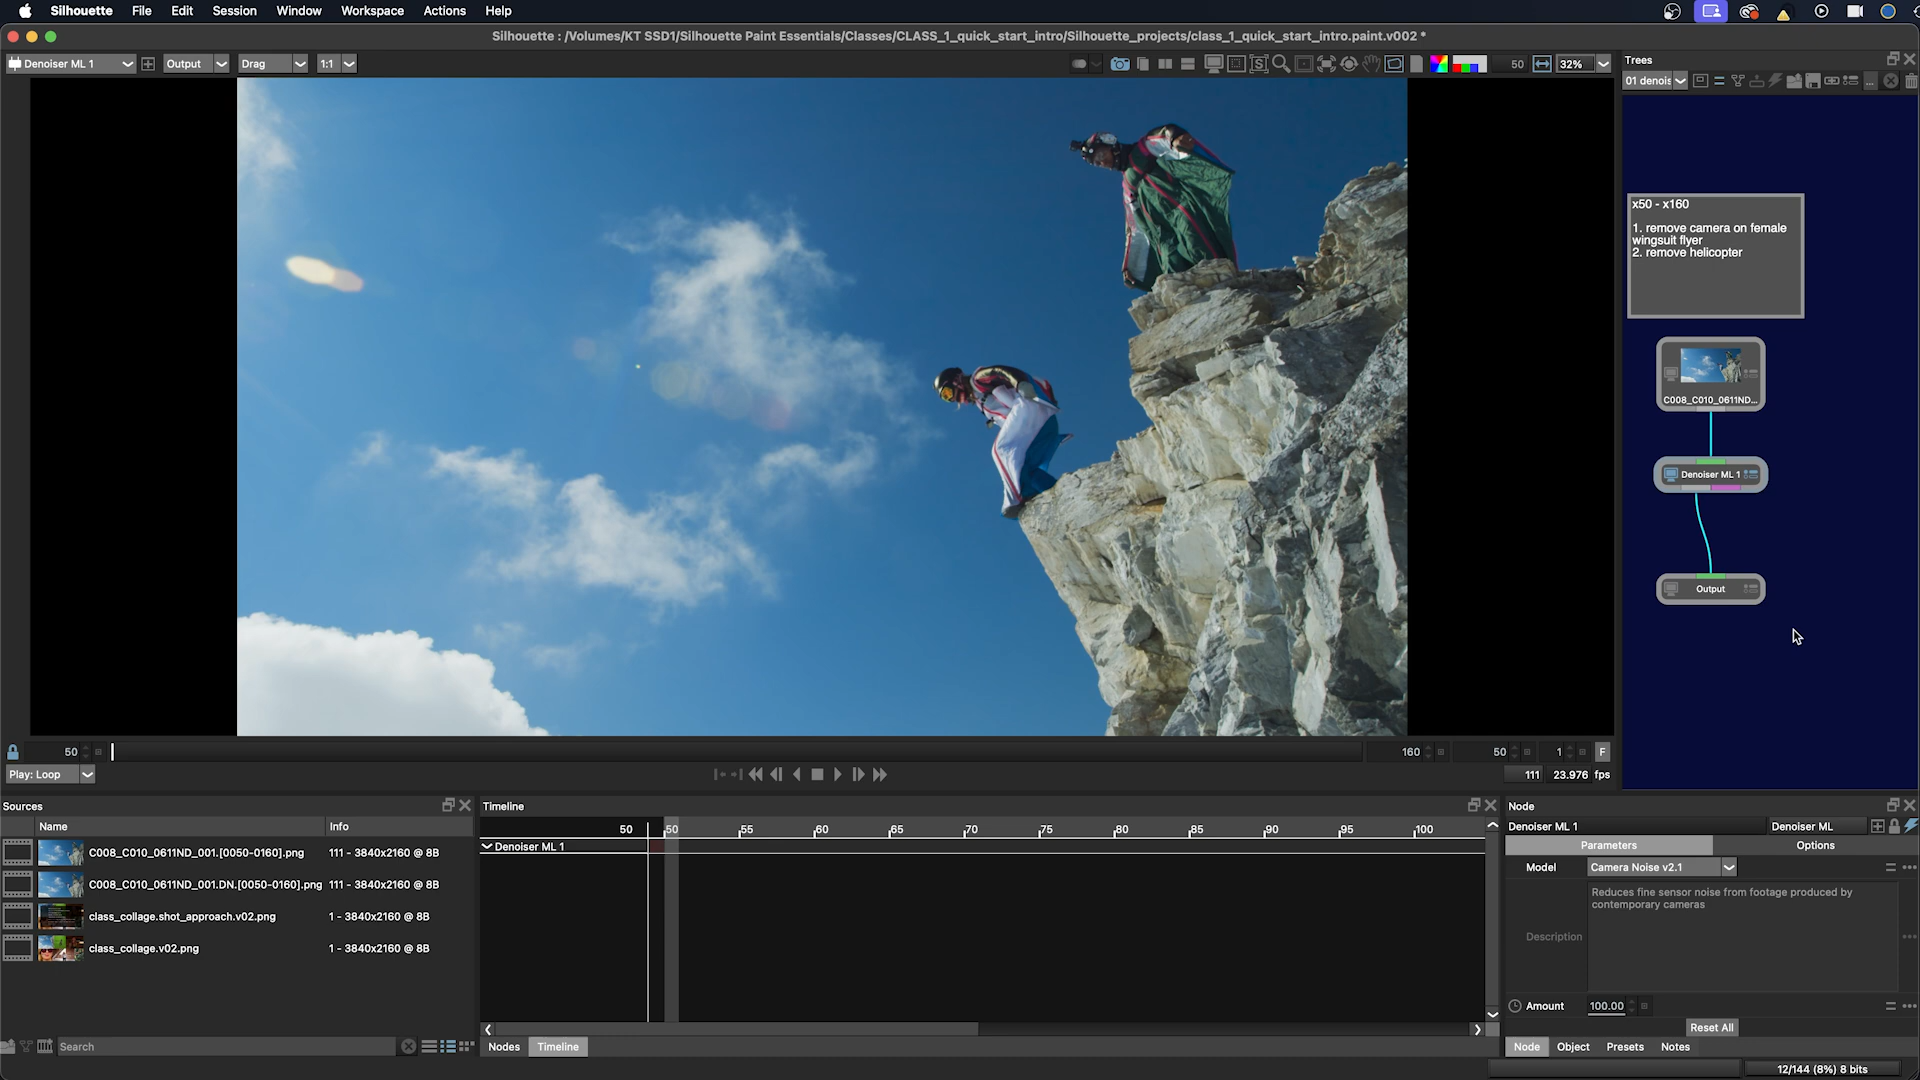 Silhouette File Edit Session Window Workspace Actions Help
Silhouette : /Volumes/KT SSD1/Silhouette Paint Essentials/Classes/CLASS_1_quick_start_intro/Silhouette_projects/class_1_quick_start_intro.paint.v002 *
Denoiser ML 1 Output Drag 1:1 50 32%
Trees
01 denois
x50 - x160
1. remove camera on female
wingsuit flyer
2. remove helicopter
C008_C010_0611ND...
Denoiser ML 1
Output
50 160 50 1 F
Play: Loop 111 23.976 fps
Sources
Name Info
C008_C010_0611ND_001.[0050-0160].png 111 - 3840x2160 @ 8B
C008_C010_0611ND_001.DN.[0050-0160].png 111 - 3840x2160 @ 8B
class_collage.shot_approach.v02.png 1 - 3840x2160 @ 8B
class_collage.v02.png 1 - 3840x2160 @ 8B
Search
Timeline
50 50 55 60 65 70 75 80 85 90 95 100
Denoiser ML 1
Nodes Timeline
Node
Denoiser ML 1 Denoiser ML
Parameters Options
Model Camera Noise v2.1
Reduces fine sensor noise from footage produced by
contemporary cameras
Description
Amount 100.00
Reset All
Node Object Presets Notes
12/144 (8%) 8 bits